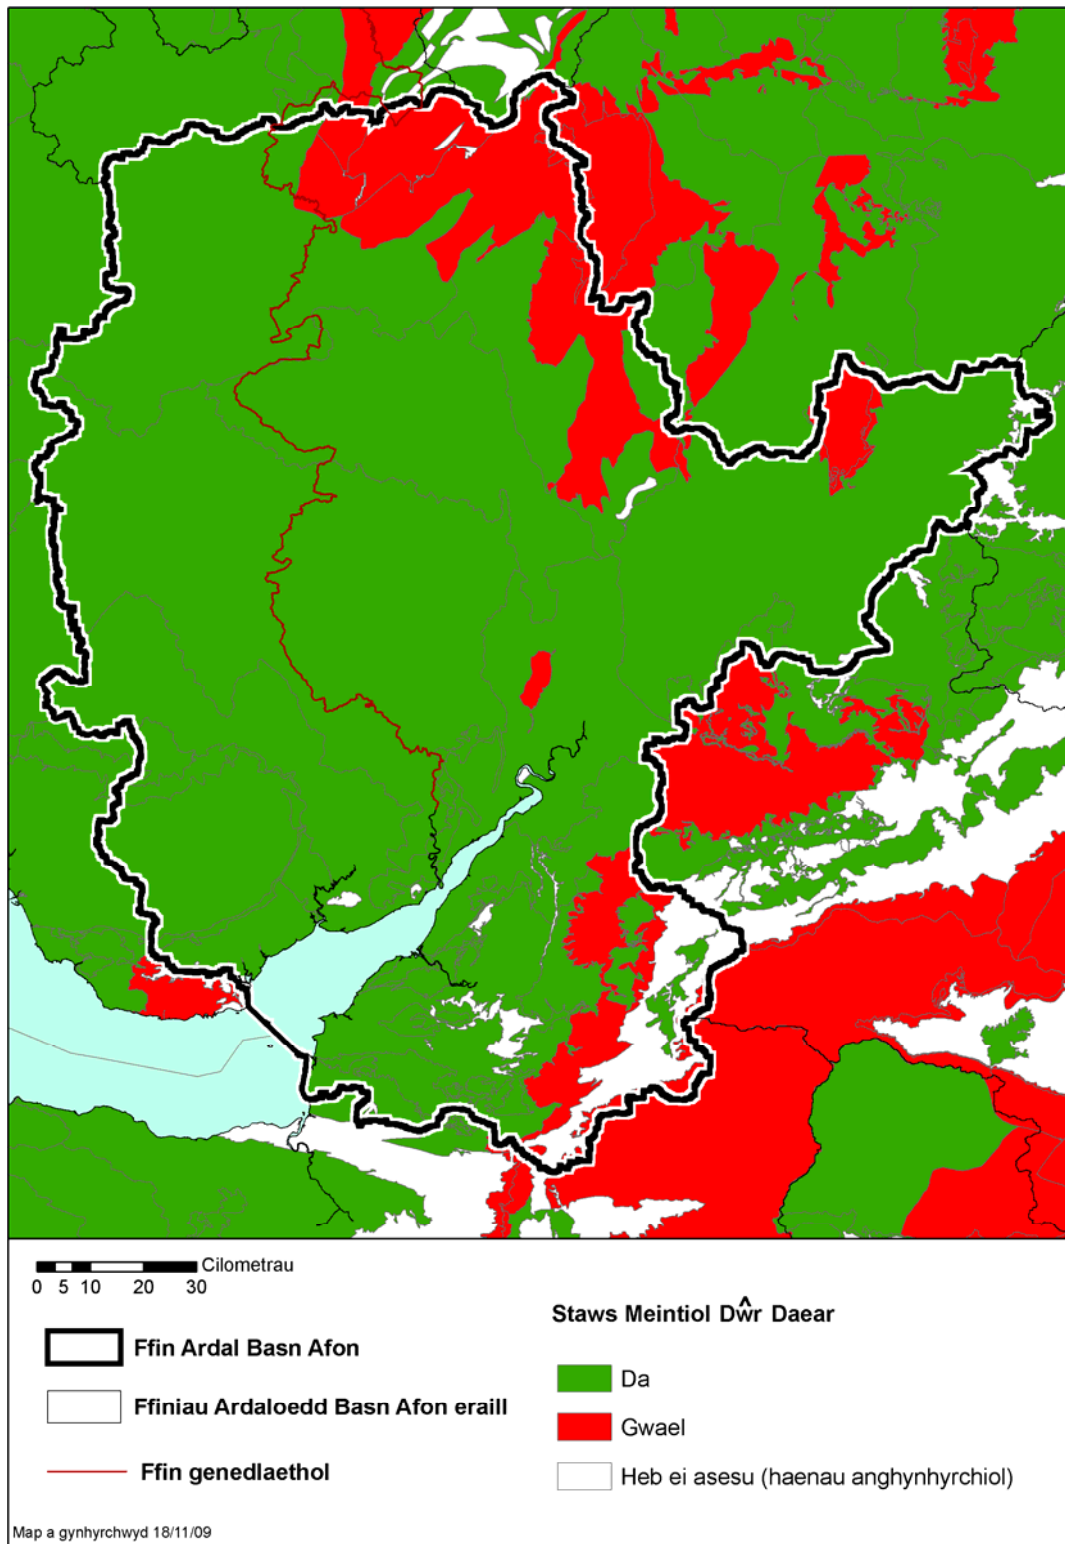 Cilometrau
0 5 10 20 30
Ffin Ardal Basn Afon
Ffiniau Ardaloedd Basn Afon eraill
Ffin genedlaethol
Staws Meintiol Dŵr Daear
Da
Gwael
Heb ei asesu (haenau anghynhyrchiol)
Map a gynhyrchwyd 18/11/09